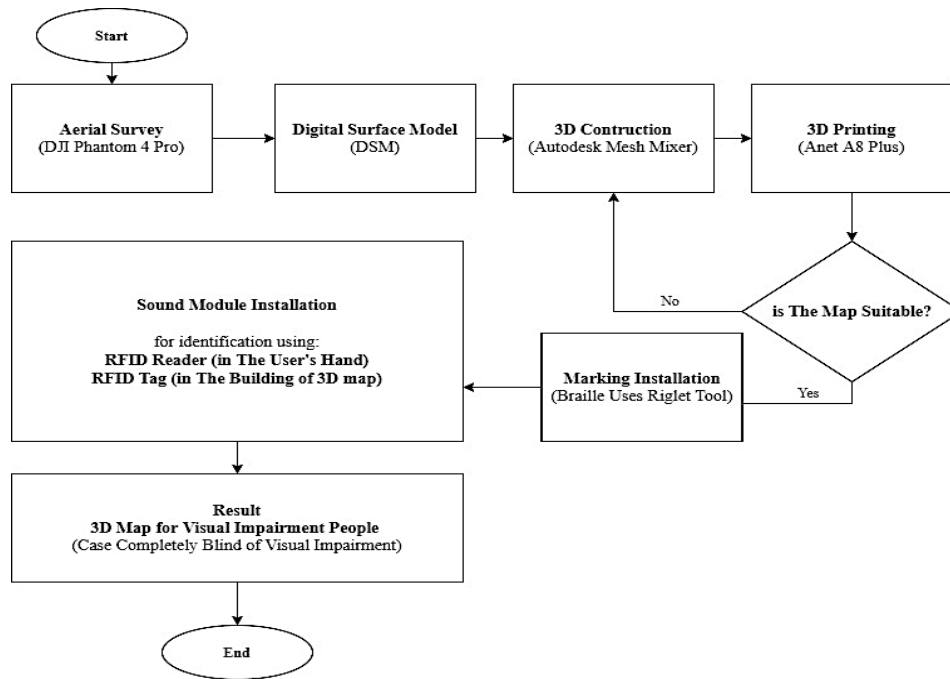 Start
Aerial Survey
(DJI Phantom 4 Pro)
Digital Surface Model
(DSM)
3D Contruction
(Autodesk Mesh Mixer)
3D Printing
(Anet A8 Plus)
is The Map Suitable?
No
Yes
Marking Installation
(Braille Uses Riglet Tool)
Sound Module Installation
for identification using:
RFID Reader (in The User's Hand)
RFID Tag (in The Building of 3D map)
Result
3D Map for Visual Impairment People
(Case Completely Blind of Visual Impairment)
End